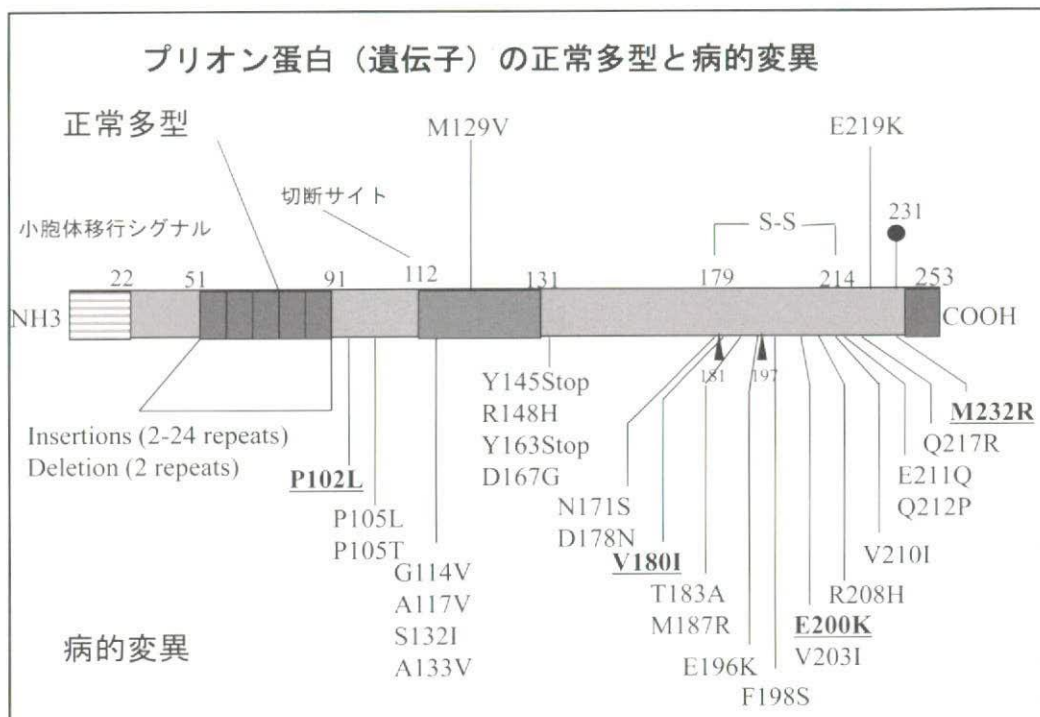 プリオン蛋白（遺伝子）の正常多型と病的変異
正常多型
M129V
E219K
切断サイト
小胞体移行シグナル
S-S
231
22
51
91
112
131
179
214
253
NH3
COOH
181
197
Insertions (2-24 repeats)
Deletion (2 repeats)
P102L
P105L
P105T
G114V
A117V
S132I
A133V
Y145Stop
R148H
Y163Stop
D167G
N171S
D178N
V180I
T183A
M187R
E196K
F198S
E200K
V203I
R208H
V210I
E211Q
Q212P
Q217R
M232R
病的変異